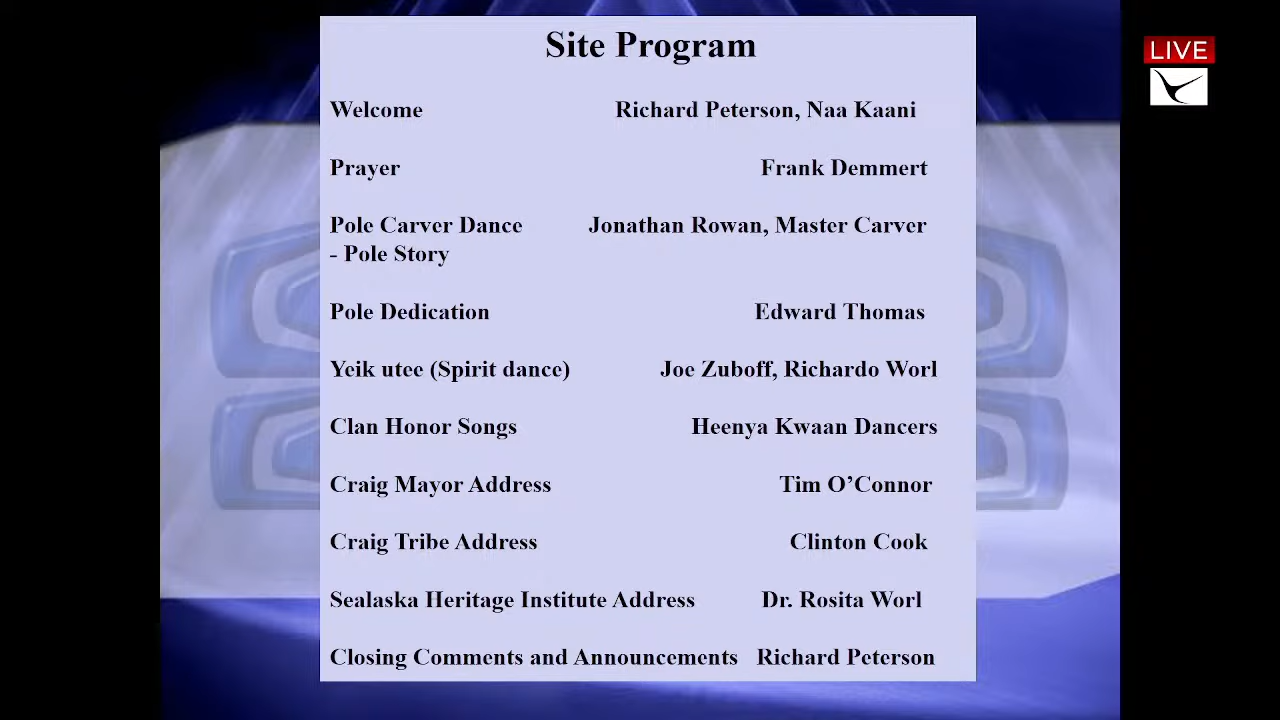 Site Program
LIVE
Welcome Richard Peterson, Naa Kaani
Prayer Frank Demmert
Pole Carver Dance Jonathan Rowan, Master Carver
- Pole Story
Pole Dedication Edward Thomas
Yeik utee (Spirit dance) Joe Zuboff, Richardo Worl
Clan Honor Songs Heenya Kwaan Dancers
Craig Mayor Address Tim O’Connor
Craig Tribe Address Clinton Cook
Sealaska Heritage Institute Address Dr. Rosita Worl
Closing Comments and Announcements Richard Peterson